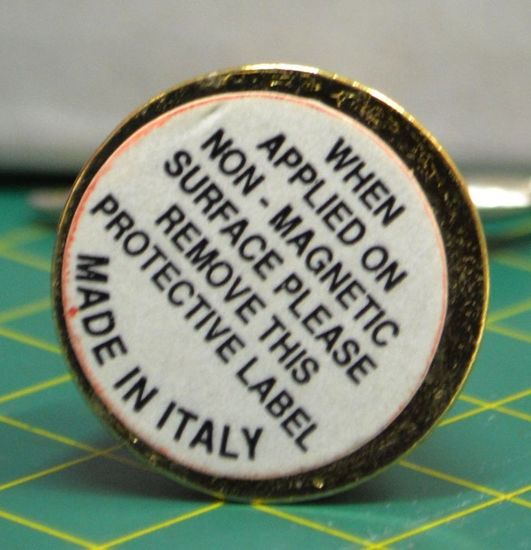 WHEN
APPLIED ON
NON - MAGNETIC
SURFACE PLEASE
REMOVE THIS
PROTECTIVE LABEL
MADE IN ITALY